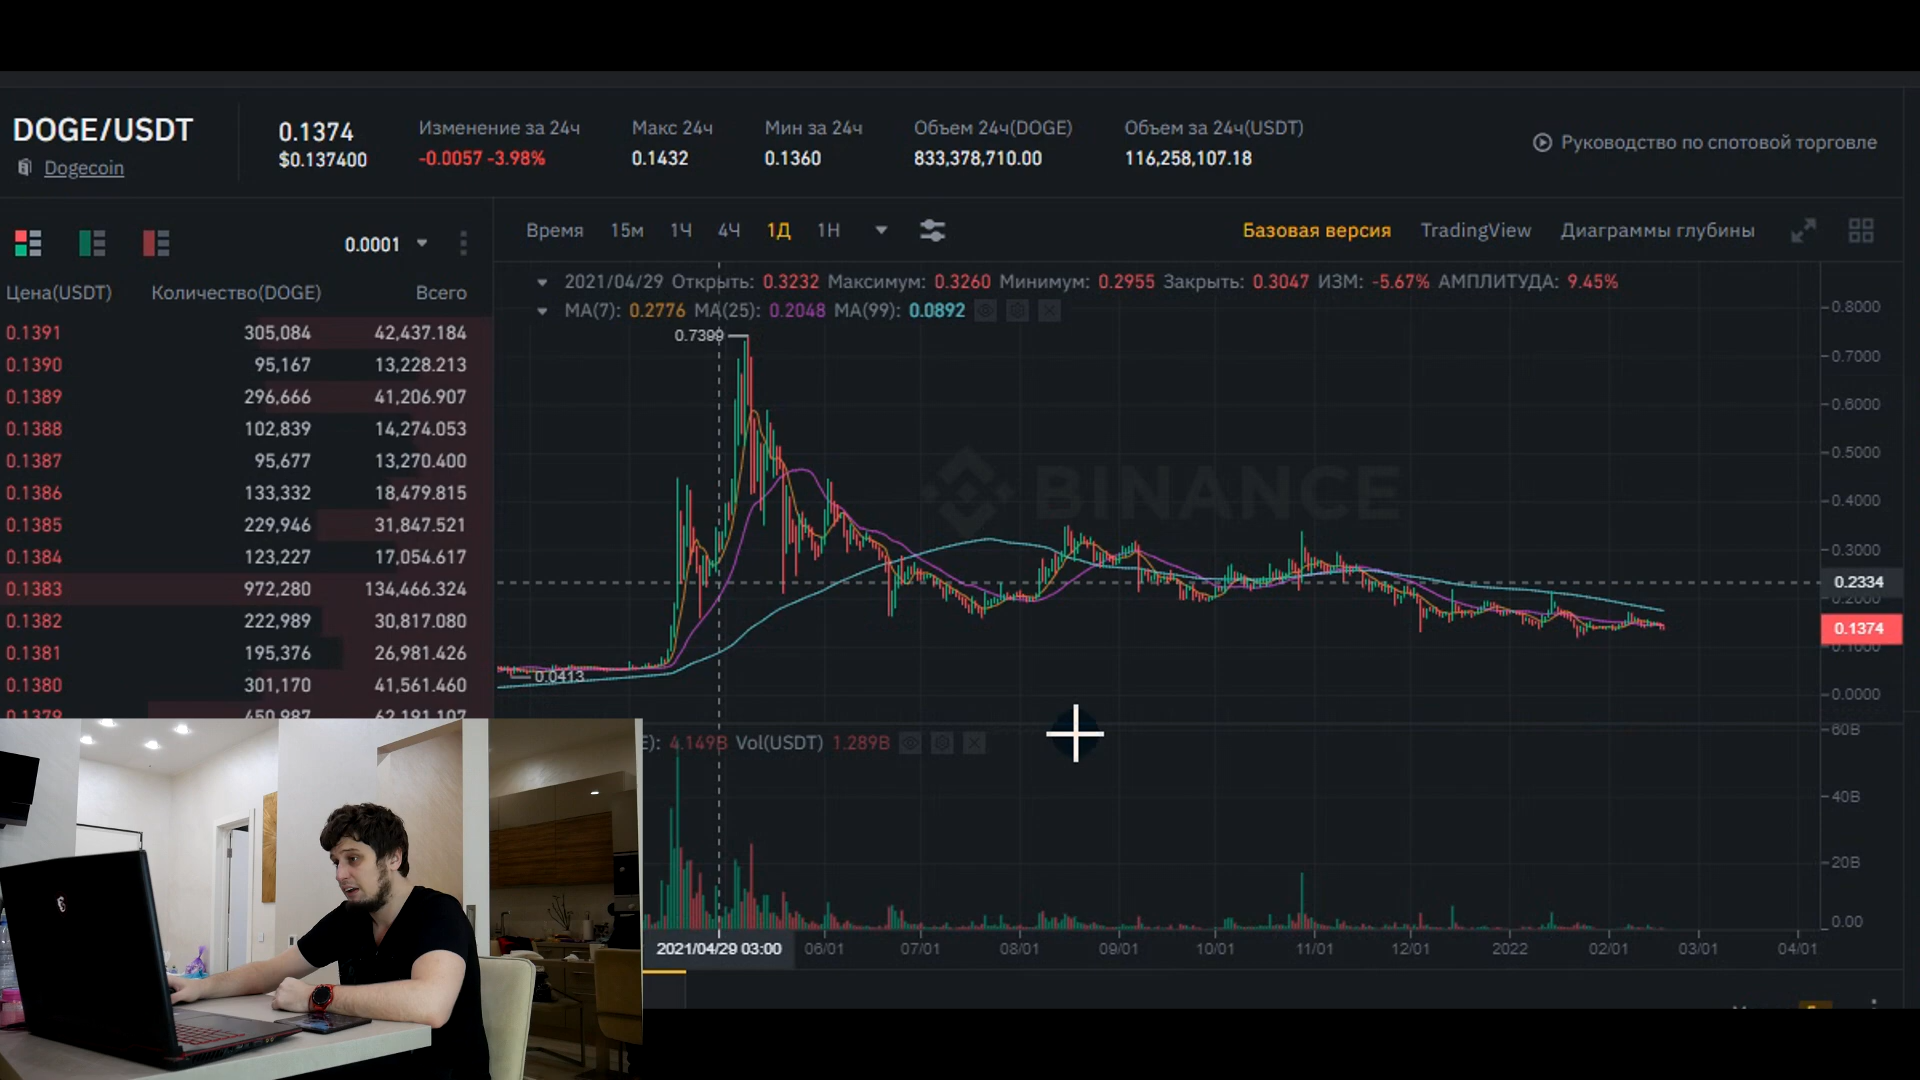 DOGE/USDT
Dogecoin
0.1374
$0.137400
Изменение за 24ч
-0.0057 -3.98%
Макс 24ч
0.1432
Мин за 24ч
0.1360
Объем 24ч(DOGE)
833,378,710.00
Объем за 24ч(USDT)
116,258,107.18
Руководство по спотовой торговле
0.0001
Цена(USDT) Количество(DOGE) Всего
0.1391 305,084 42,437.184
0.1390 95,167 13,228.213
0.1389 296,666 41,206.907
0.1388 102,839 14,274.053
0.1387 95,677 13,270.400
0.1386 133,332 18,479.815
0.1385 229,946 31,847.521
0.1384 123,227 17,054.617
0.1383 972,280 134,466.324
0.1382 222,989 30,817.080
0.1381 195,376 26,981.426
0.1380 301,170 41,561.460
0.1379 450,987 62,191.107
Время 15м 1Ч 4Ч 1Д 1Н
Базовая версия TradingView Диаграммы глубины
2021/04/29 Открыть: 0.3232 Максимум: 0.3260 Минимум: 0.2955 Закрыть: 0.3047 ИЗМ: -5.67% АМПЛИТУДА: 9.45%
MA(7): 0.2776 MA(25): 0.2048 MA(99): 0.0892
0.7399
BINANCE
0.0413
0.8000
0.7000
0.6000
0.5000
0.4000
0.3000
0.2334
0.2000
0.1374
0.1000
0.0000
E): 4.149B Vol(USDT) 1.289B
60B
40B
20B
0.00
2021/04/29 03:00 06/01 07/01 08/01 09/01 10/01 11/01 12/01 2022 02/01 03/01 04/01